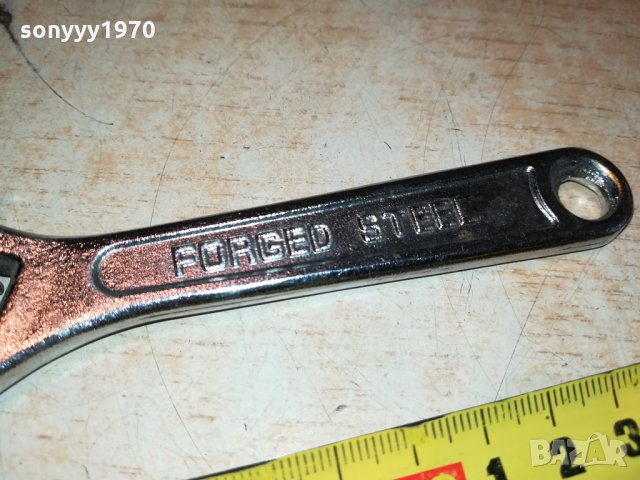 sonyyy1970
FORGED STEEL
1 2 3
BAZAR